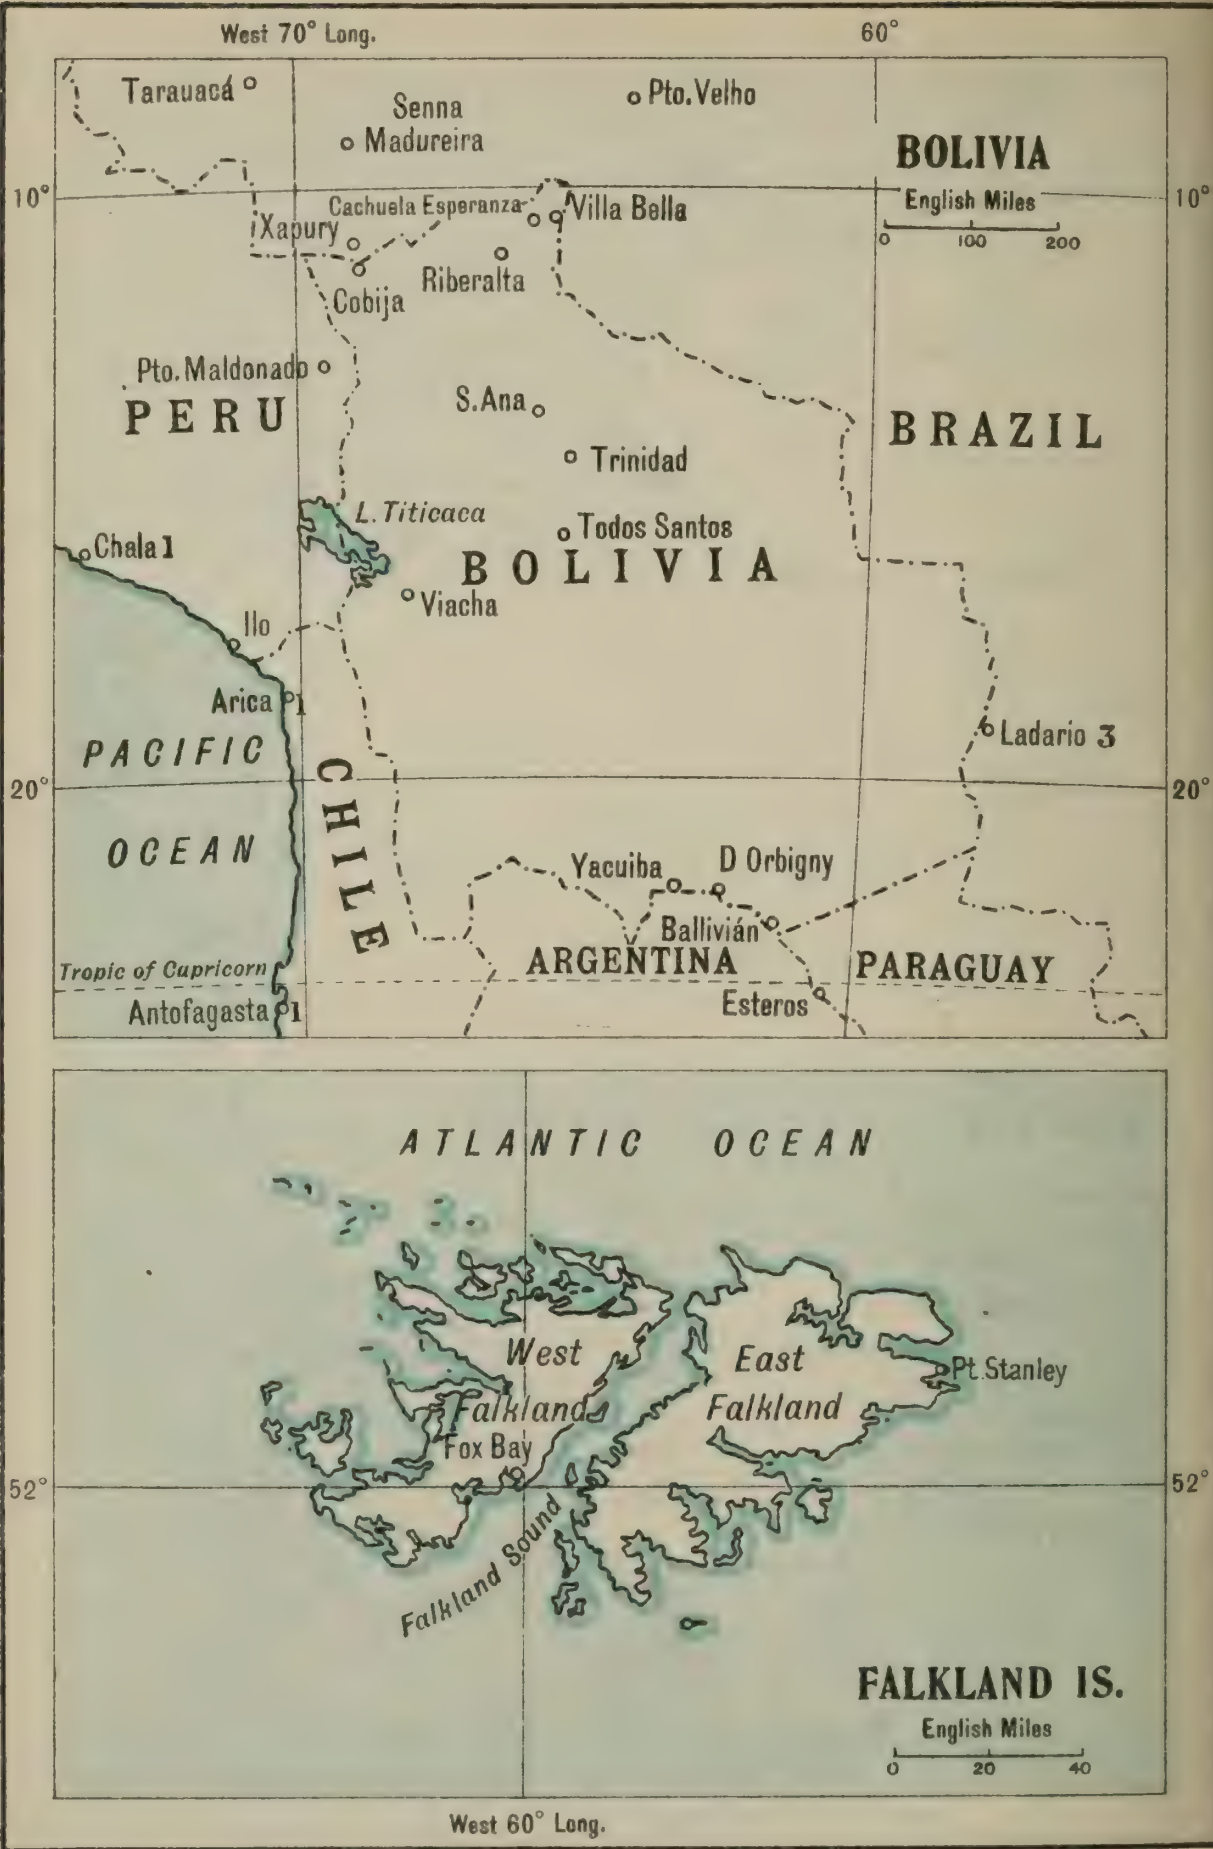 West 70° Long.
60°
Tarauacá
Senna
Madureira
Pto. Velho
BOLIVIA
English Miles
0 100 200
10°
10°
Cachuela Esperanza
Villa Bella
Xapury
Riberalta
Cobija
Pto. Maldonado
PERU
S. Ana
BRAZIL
Trinidad
L. Titicaca
Todos Santos
Chala 1
BOLIVIA
Viacha
Ilo
Arica 1
Ladario 3
PACIFIC
OCEAN
CHILE
20°
20°
Yacuiba
D Orbigny
Ballivián
ARGENTINA
PARAGUAY
Tropic of Capricorn
Esteros
Antofagasta 1
ATLANTIC OCEAN
West
Falkland
East
Falkland
Pt. Stanley
Fox Bay
52°
52°
Falkland Sound
FALKLAND IS.
English Miles
0 20 40
West 60° Long.